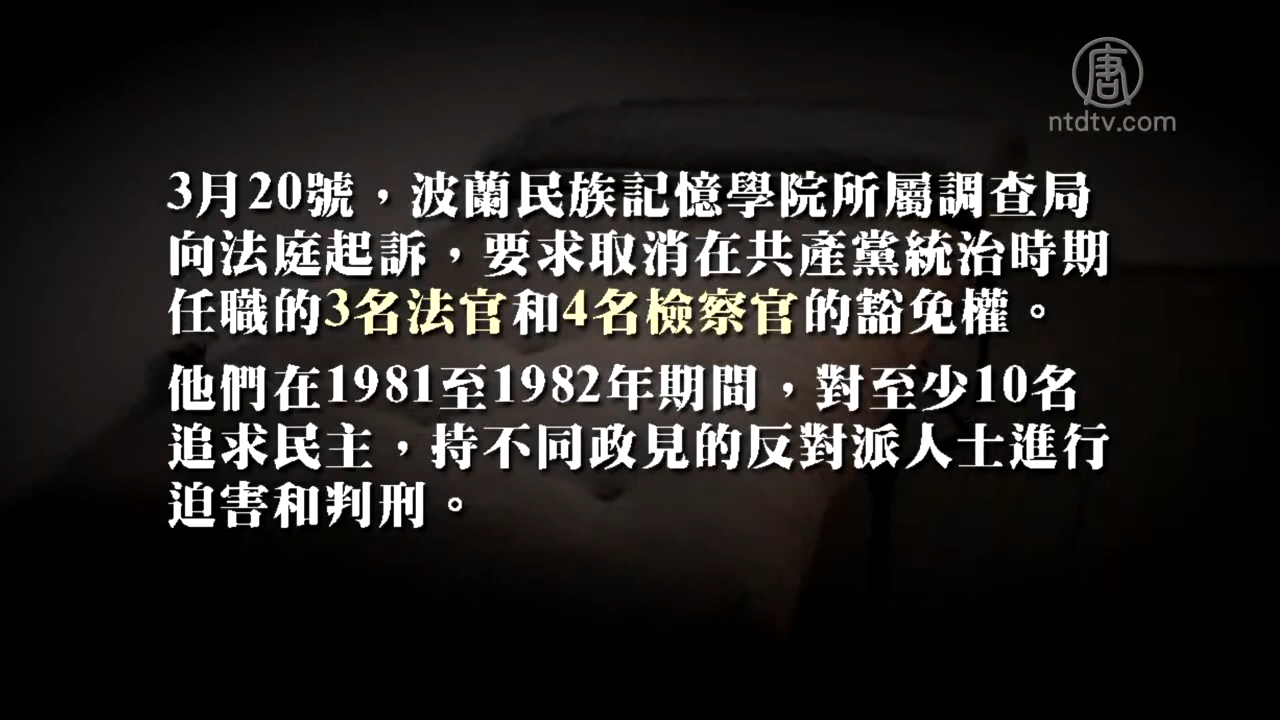 唐
ntdtv.com
3月20號，波蘭民族記憶學院所屬調查局
向法庭起訴，要求取消在共產黨統治時期
任職的3名法官和4名檢察官的豁免權。
他們在1981至1982年期間，對至少10名
追求民主，持不同政見的反對派人士進行
迫害和判刑。